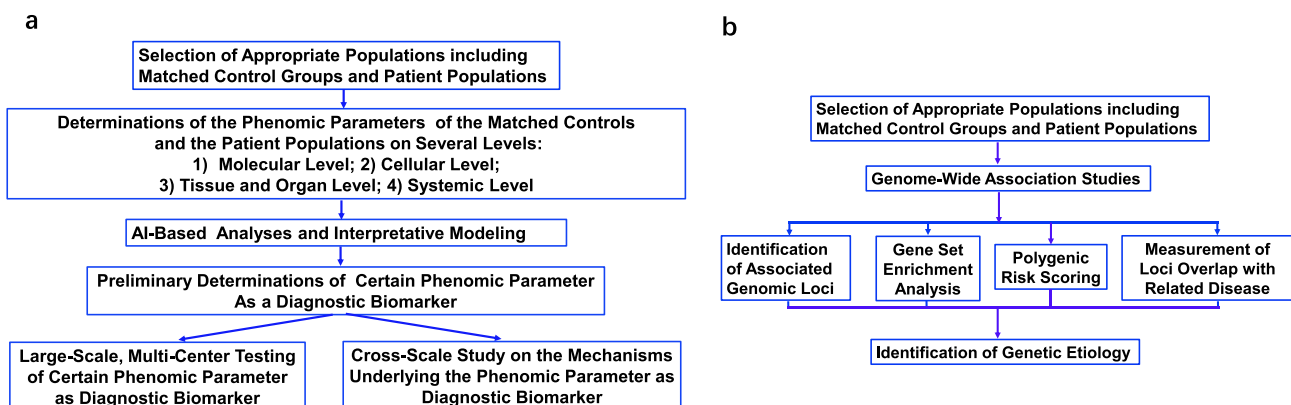 a
Selection of Appropriate Populations including
Matched Control Groups and Patient Populations
Determinations of the Phenomic Parameters of the Matched Controls
and the Patient Populations on Several Levels:
1) Molecular Level; 2) Cellular Level;
3) Tissue and Organ Level; 4) Systemic Level
AI-Based Analyses and Interpretative Modeling
Preliminary Determinations of Certain Phenomic Parameter
As a Diagnostic Biomarker
Large-Scale, Multi-Center Testing
of Certain Phenomic Parameter
as Diagnostic Biomarker
Cross-Scale Study on the Mechanisms
Underlying the Phenomic Parameter as
Diagnostic Biomarker
b
Selection of Appropriate Populations including
Matched Control Groups and Patient Populations
Genome-Wide Association Studies
Identification
of Associated
Genomic Loci
Gene Set
Enrichment
Analysis
Polygenic
Risk Scoring
Measurement of
Loci Overlap with
Related Disease
Identification of Genetic Etiology